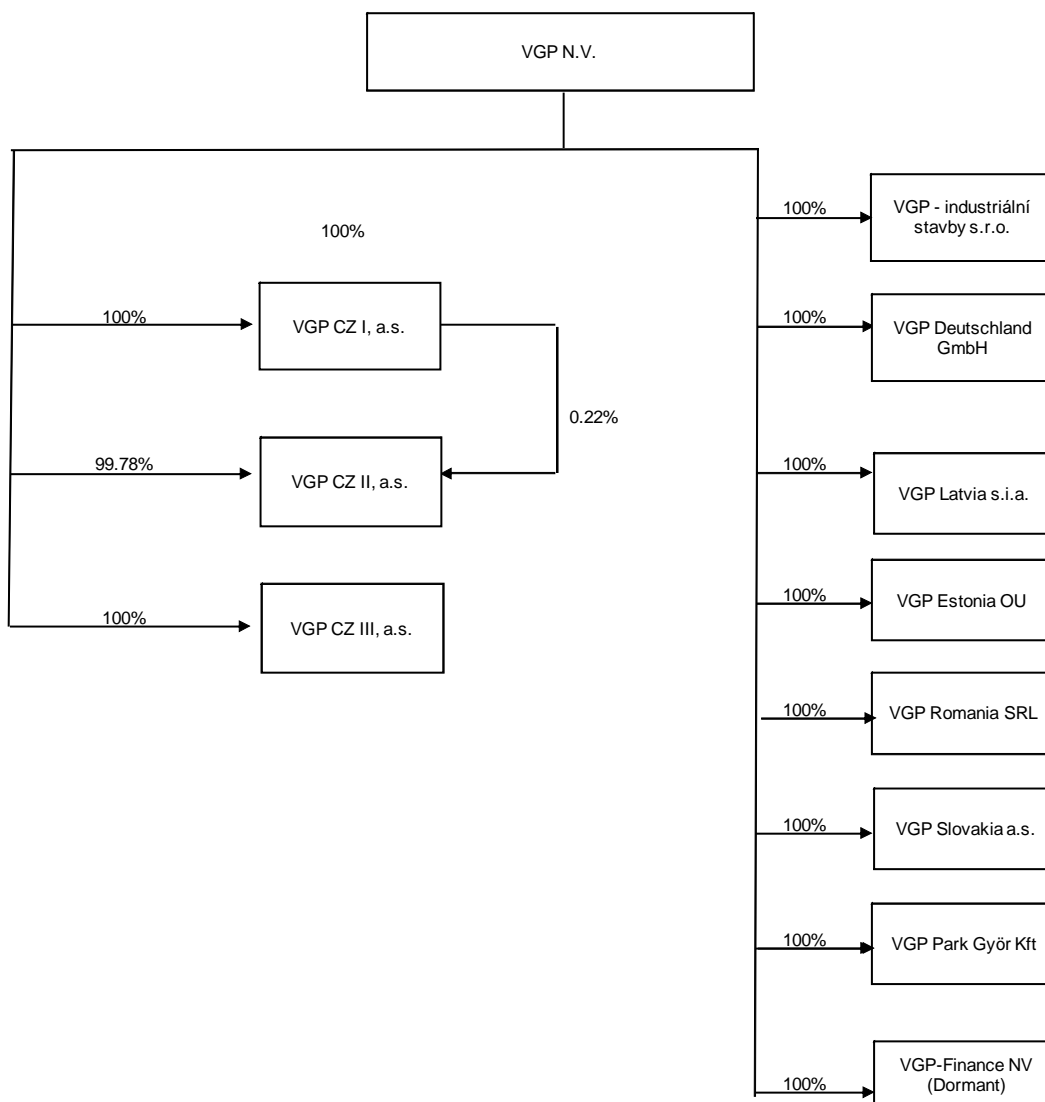 VGP N.V.
100%
VGP - industriální
stavby s.r.o.
100%
100%
VGP CZ I, a.s.
100%
VGP Deutschland
GmbH
0.22%
99.78%
VGP CZ II, a.s.
100%
VGP Latvia s.i.a.
100%
VGP Estonia OU
100%
VGP CZ III, a.s.
100%
VGP Romania SRL
100%
VGP Slovakia a.s.
100%
VGP Park Györ Kft
100%
VGP-Finance NV
(Dormant)